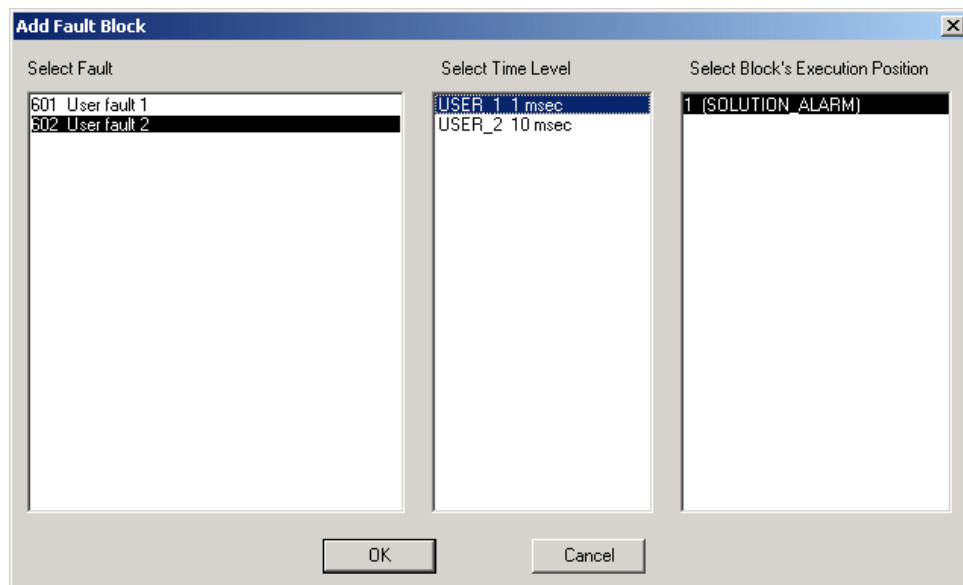 Add Fault Block
Select Fault
Select Time Level
Select Block's Execution Position
601 User fault 1
602 User fault 2
USER_1 1 msec
USER_2 10 msec
1 (SOLUTION_ALARM)
OK
Cancel